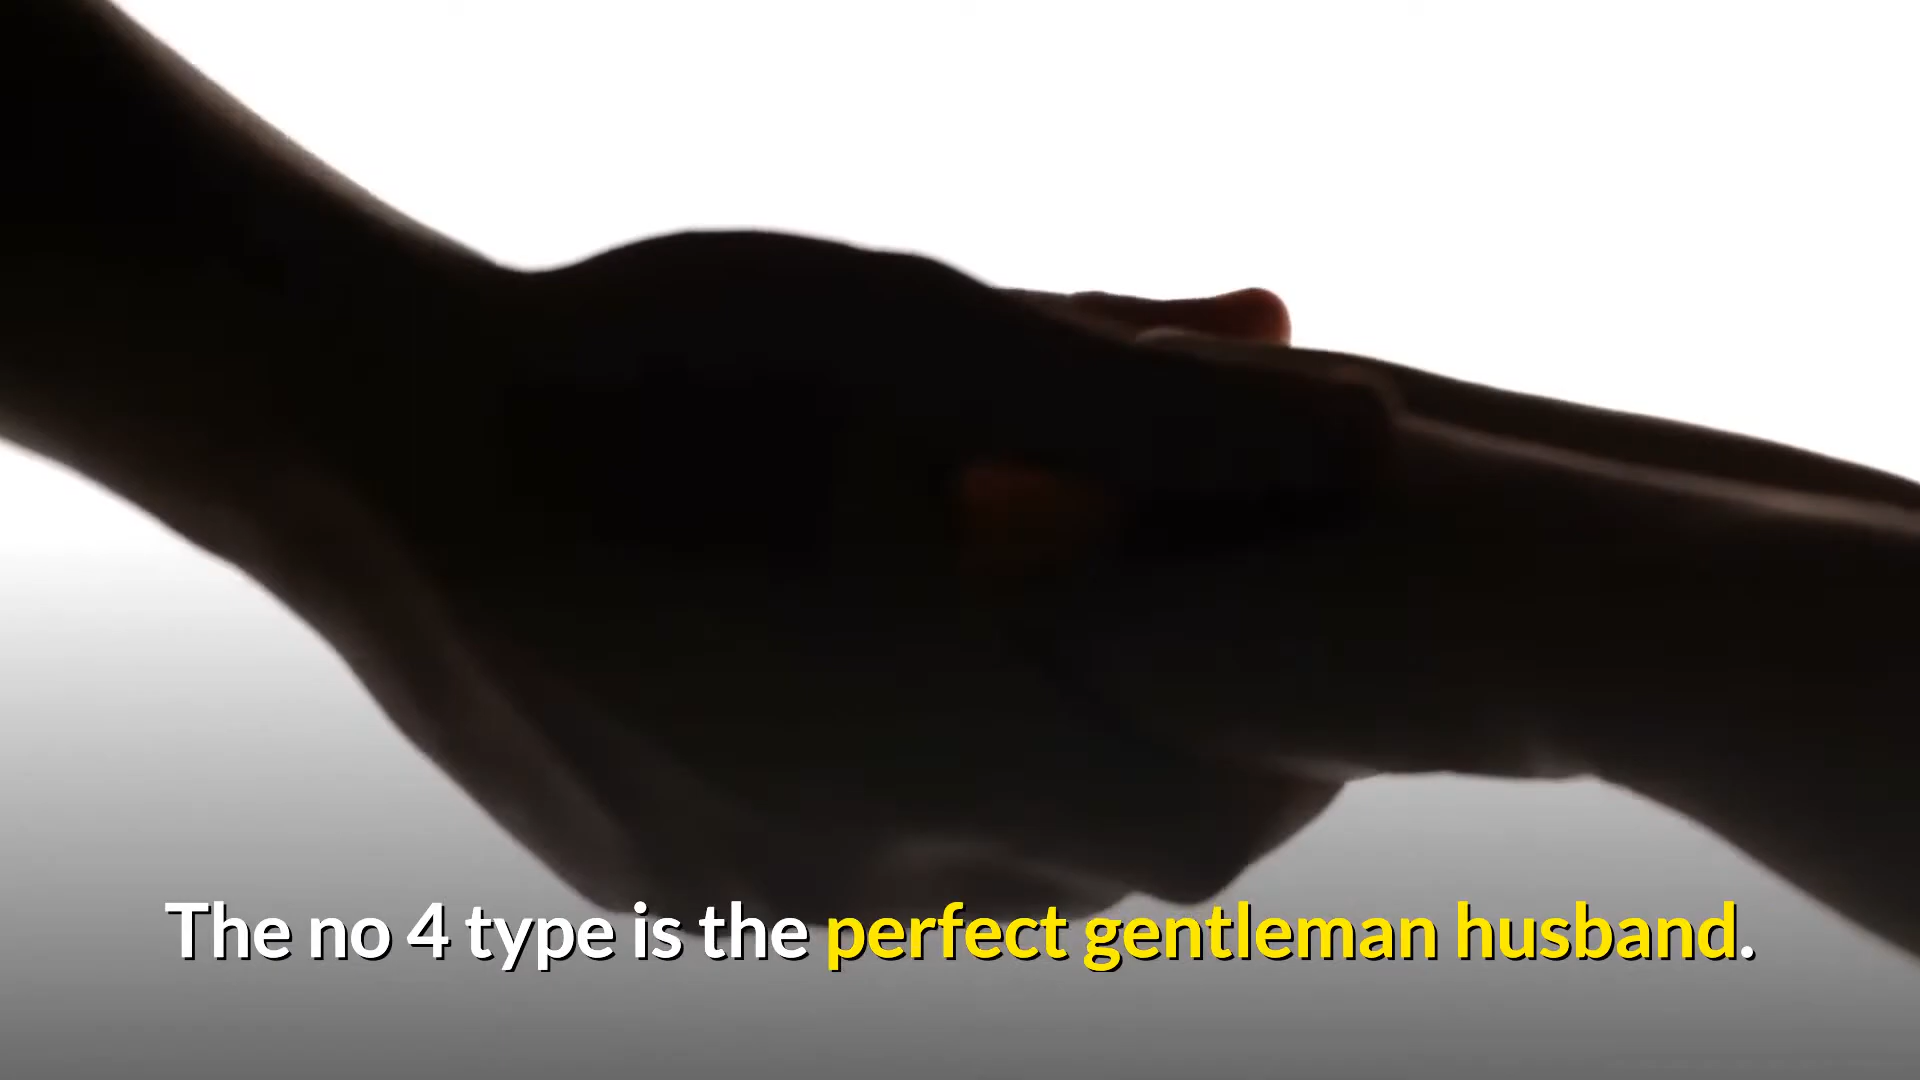 The no 4 type is the perfect gentleman husband.